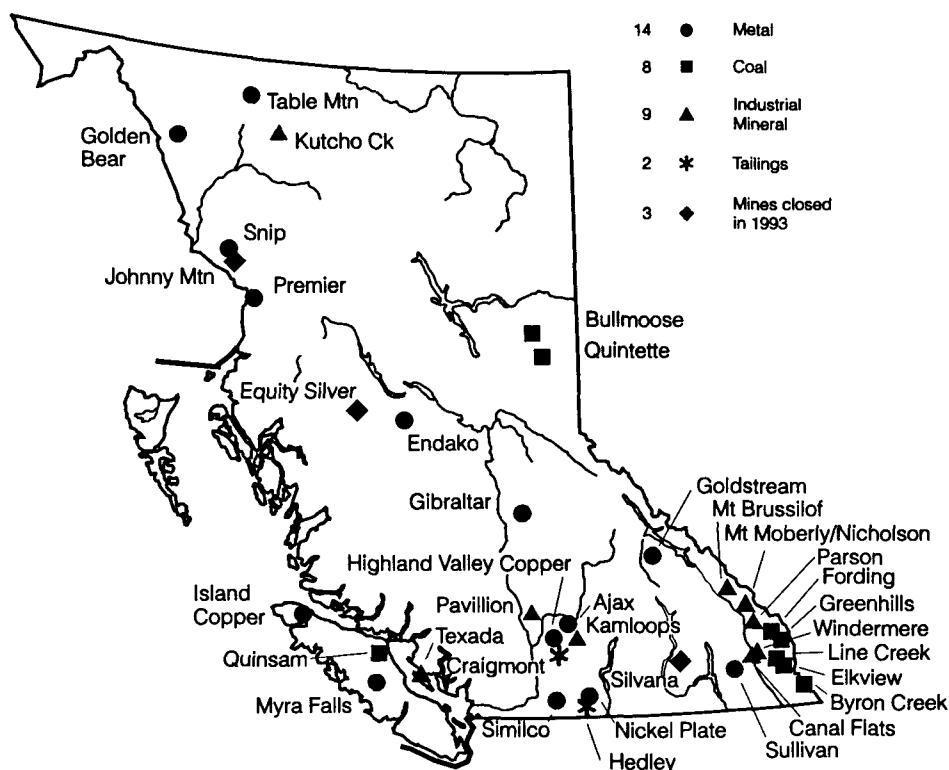 14 Metal
8 Coal
9 Industrial
Mineral
2 Tailings
3 Mines closed
in 1993
Table Mtn
Golden
Bear
Kutcho Ck
Snip
Johnny Mtn
Premier
Bullmoose
Quintette
Equity Silver
Endako
Gibraltar
Goldstream
Mt Brussilof
Mt Moberly/Nicholson
Parson
Fording
Greenhills
Windermere
Line Creek
Elkview
Byron Creek
Canal Flats
Sullivan
Highland Valley Copper
Pavillion
Ajax
Kamloops
Island
Copper
Texada
Quinsam
Craigmont
Silvana
Myra Falls
Similco
Nickel Plate
Hedley